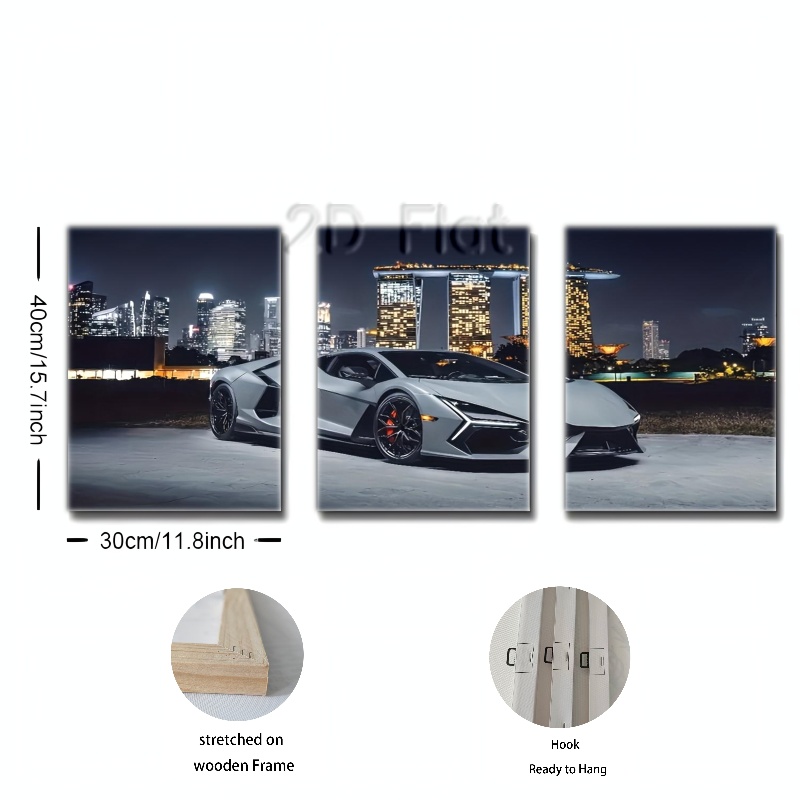 2D Flat
40cm/15.7inch
30cm/11.8inch
stretched on
wooden Frame
Hook
Ready to Hang